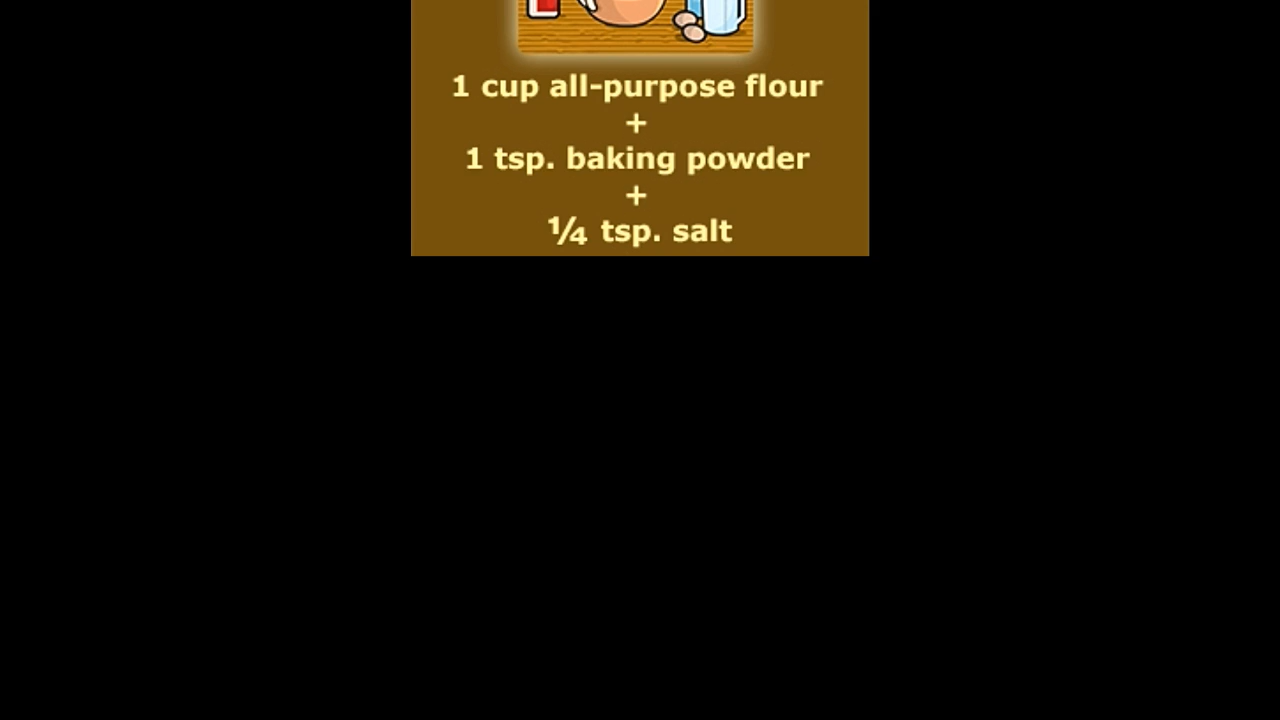 1 cup all-purpose flour
+
1 tsp. baking powder
+
¼ tsp. salt